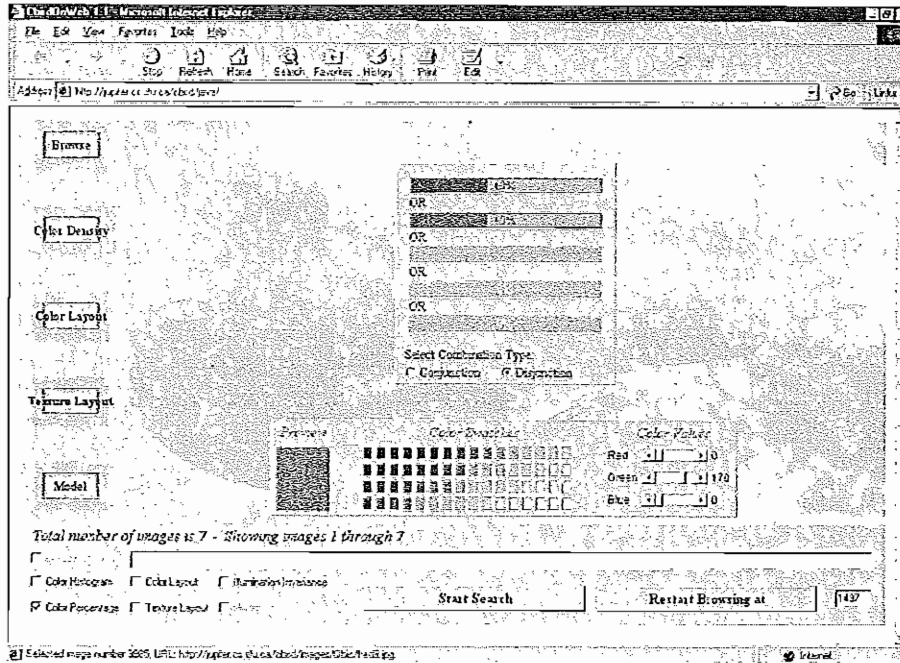 CbirdOnWeb 1.1 - Microsoft Internet Explorer
File Edit View Favorites Tools Help
Stop Refresh Home Search Favorites History Print Edit
Address Go Links
Browse
Color Density
Color Layout
Texture Layout
Model
OR
OR
OR
OR
Select Combination Type:
Conjunction Disjunction
Preview Color Swatches Color Values
Red 0
Green 170
Blue 0
Total number of images is 7 - Showing images 1 through 7
Color Histogram Color Layout Illumination Invariance
Color Percentage Texture Layout
Start Search Restart Browsing at 1437
Selected image number
Internet